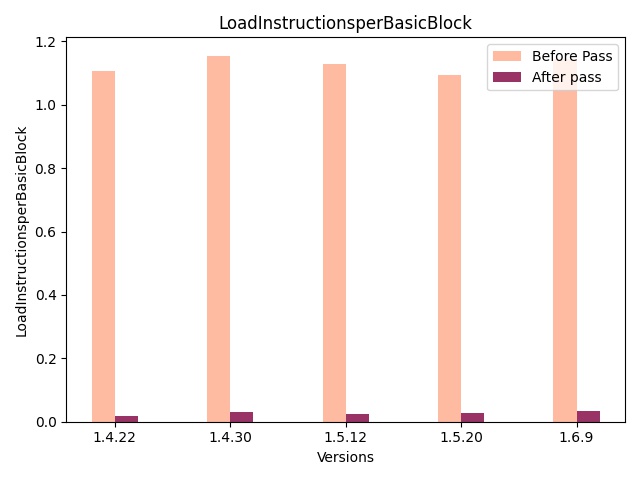 LoadInstructionsperBasicBlock
LoadInstructionsperBasicBlock
1.2
1.0
0.8
0.6
0.4
0.2
0.0
Before Pass
After pass
1.4.22 1.4.30 1.5.12 1.5.20 1.6.9
Versions